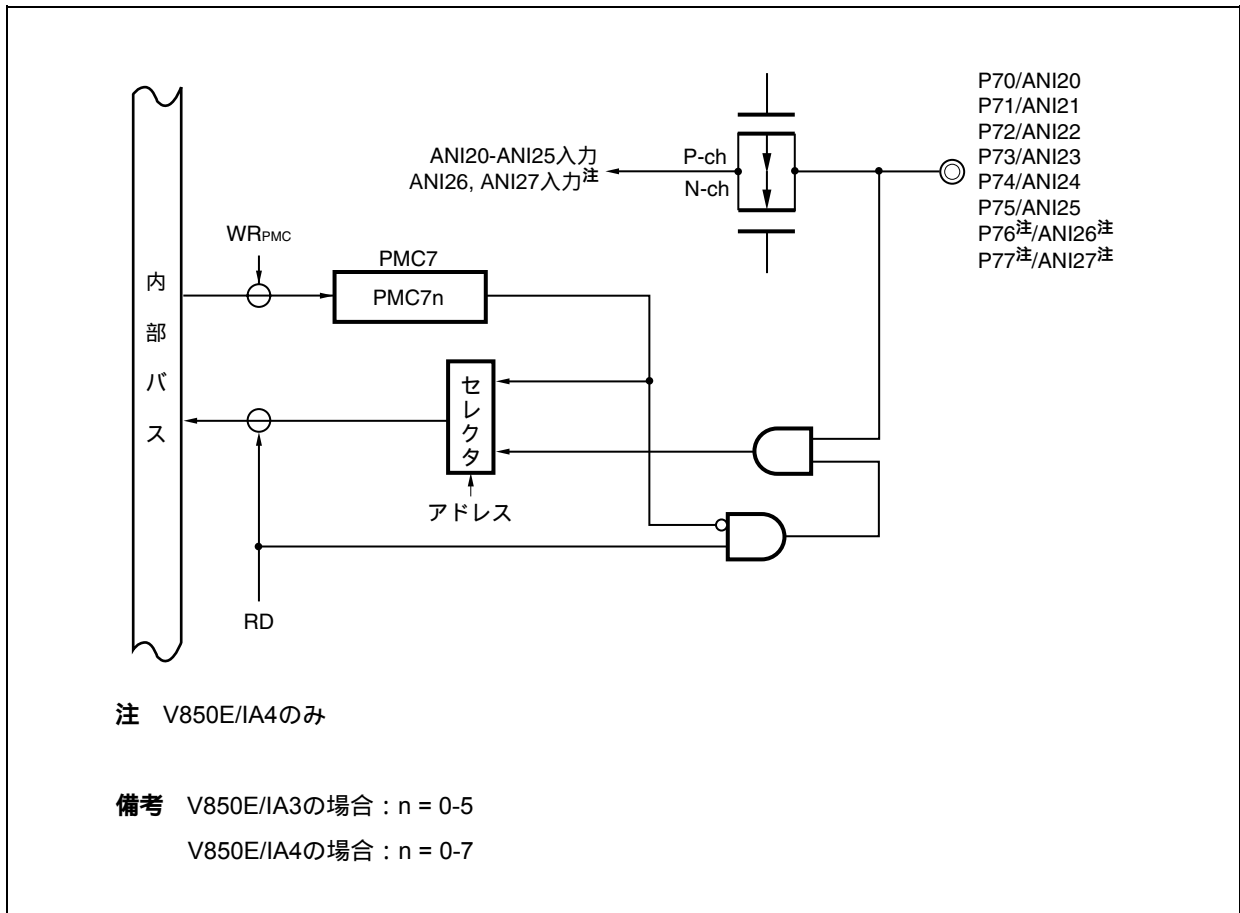 P70/ANI20
P71/ANI21
P72/ANI22
P73/ANI23
P74/ANI24
P75/ANI25
P76注/ANI26注
P77注/ANI27注
ANI20-ANI25入力
ANI26, ANI27入力注
P-ch
N-ch
WRPMC
PMC7
PMC7n
内部バス
セレクタ
アドレス
RD
注 V850E/IA4のみ
備考 V850E/IA3の場合：n = 0-5
V850E/IA4の場合：n = 0-7